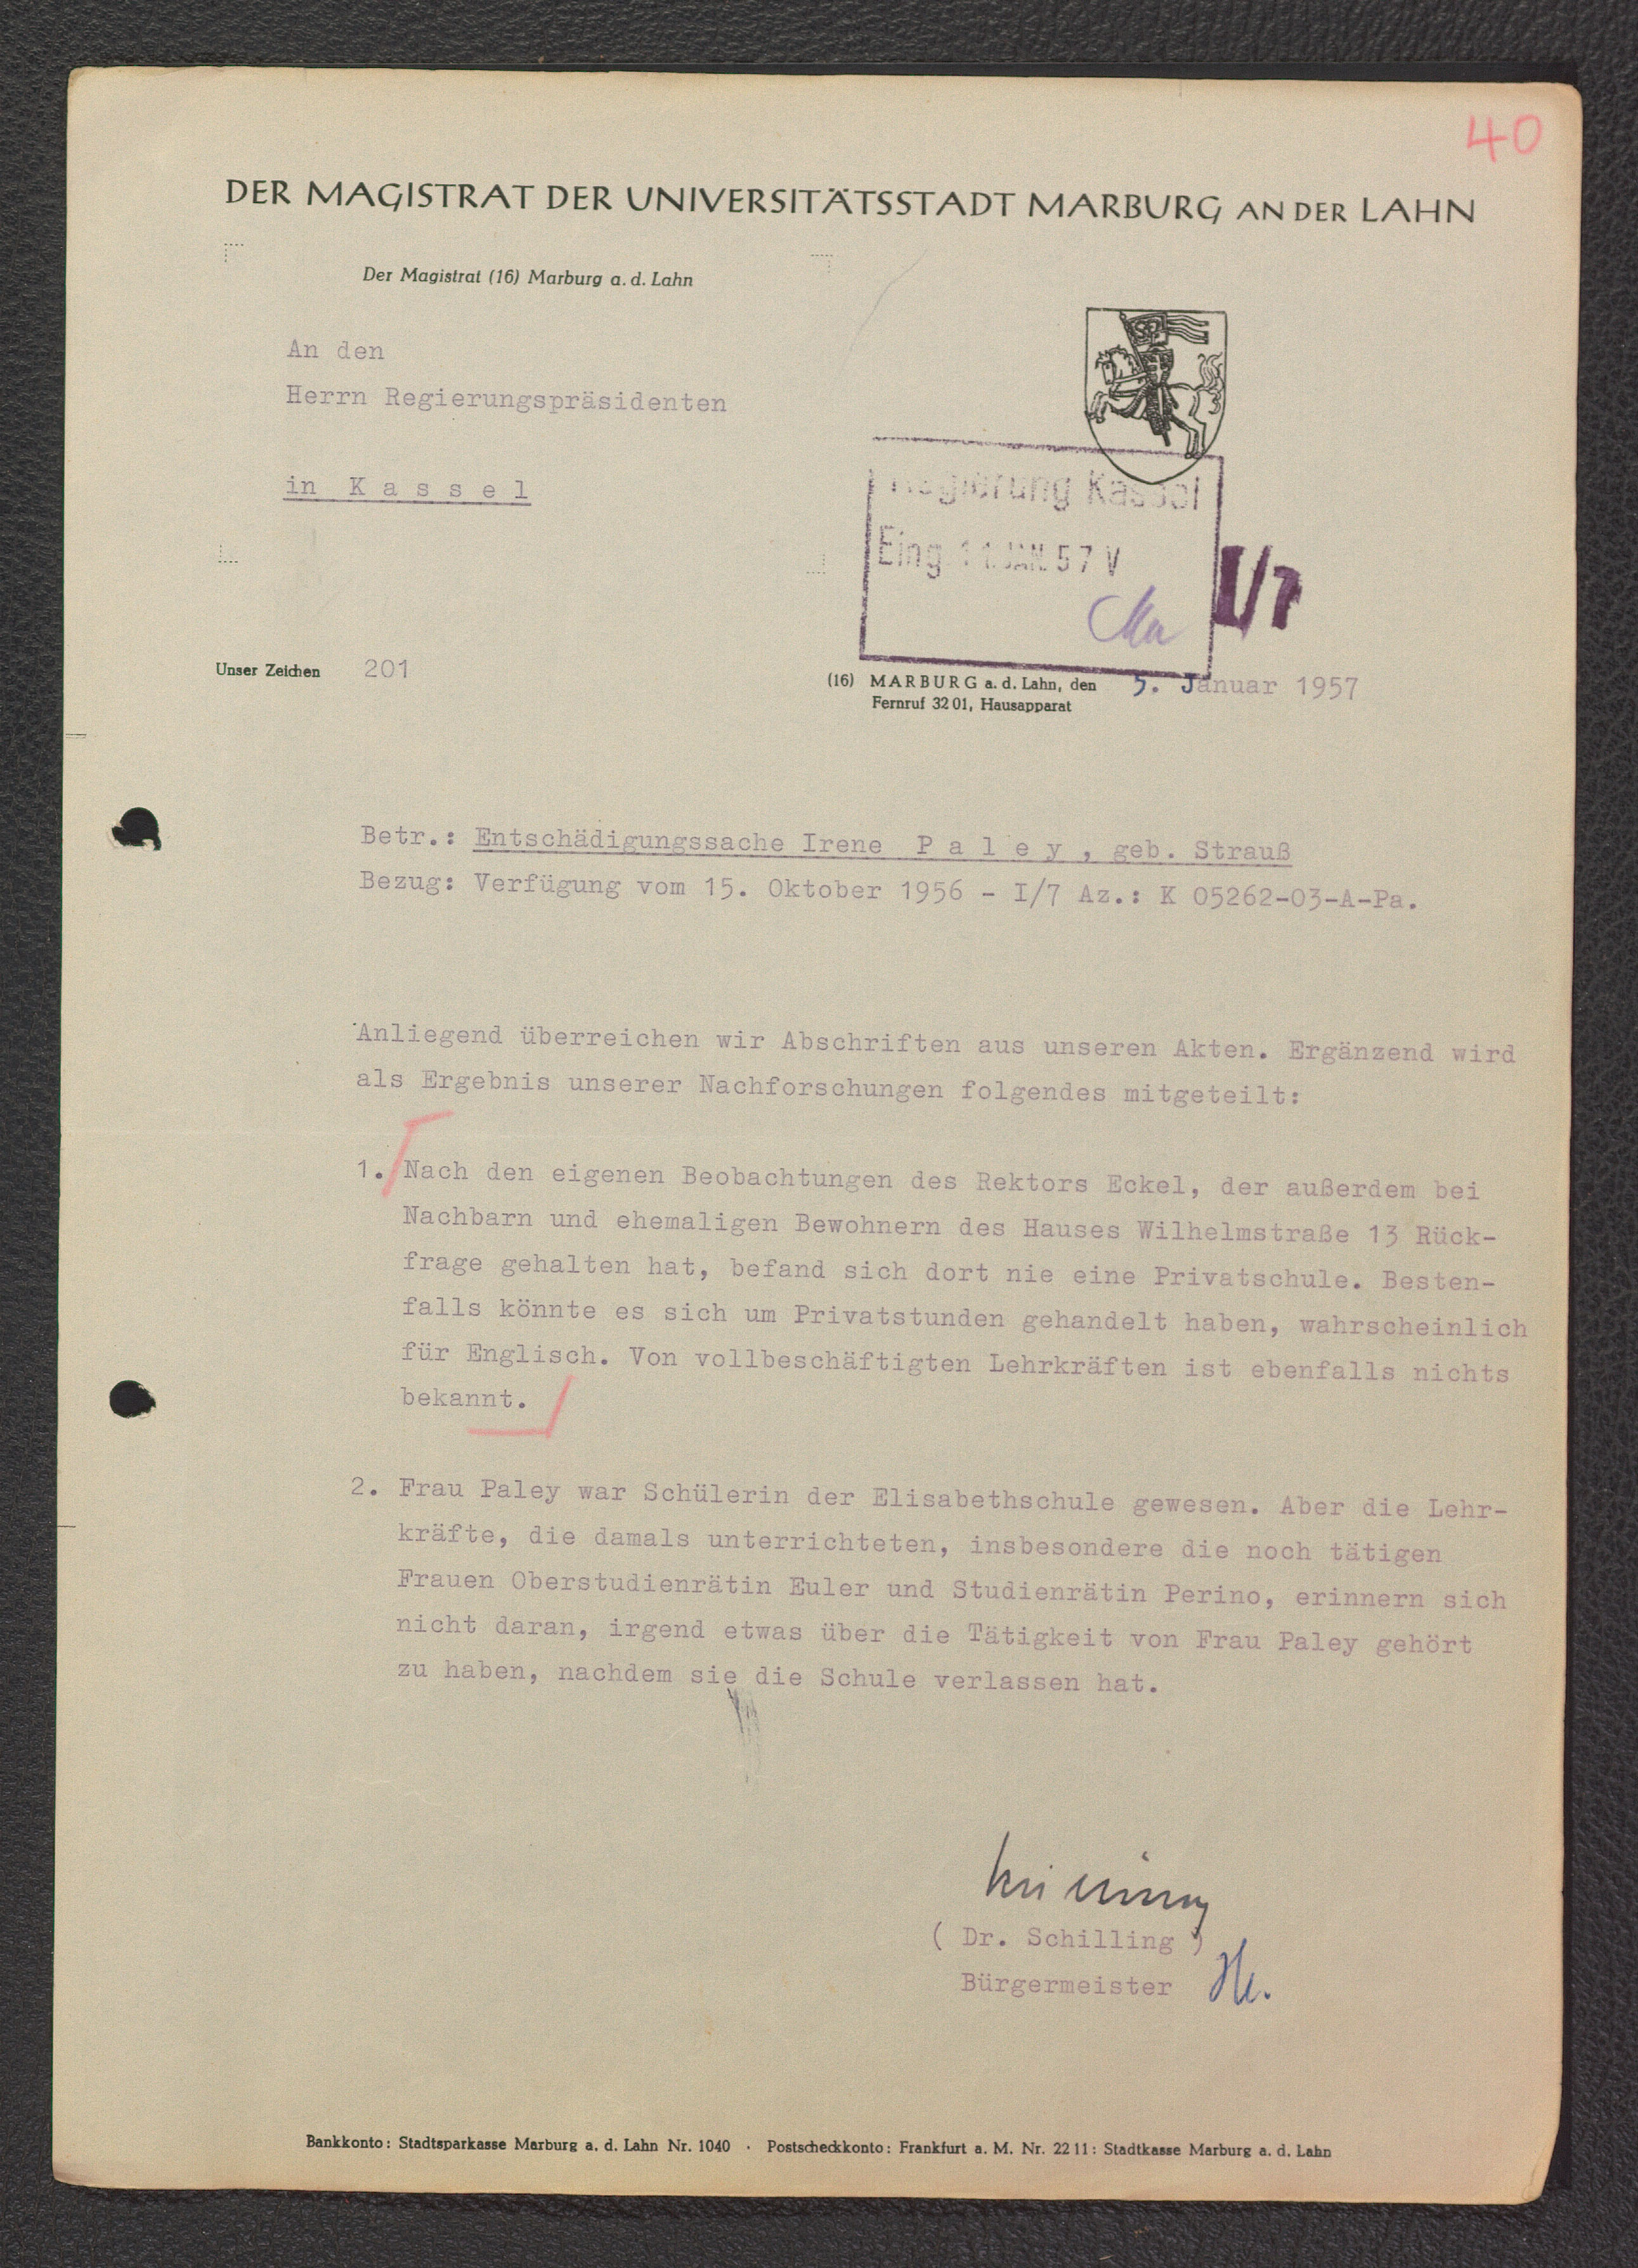 40
DER MAGISTRAT DER UNIVERSITÄTSSTADT MARBURG AN DER LAHN
Der Magistrat (16) Marburg a. d. Lahn
An den
Herrn Regierungspräsidenten
in K a s s e l
Regierung Kassel
Eing 11. JAN. 57 V
I/7
Unser Zeichen 201
(16) MARBURG a. d. Lahn, den 5. Januar 1957
Fernruf 32 01, Hausapparat
Betr.: Entschädigungssache Irene P a l e y , geb. Strauß
Bezug: Verfügung vom 15. Oktober 1956 - I/7 Az.: K 05262-03-A-Pa.
Anliegend überreichen wir Abschriften aus unseren Akten. Ergänzend wird
als Ergebnis unserer Nachforschungen folgendes mitgeteilt:
1. Nach den eigenen Beobachtungen des Rektors Eckel, der außerdem bei
Nachbarn und ehemaligen Bewohnern des Hauses Wilhelmstraße 13 Rück-
frage gehalten hat, befand sich dort nie eine Privatschule. Besten-
falls könnte es sich um Privatstunden gehandelt haben, wahrscheinlich
für Englisch. Von vollbeschäftigten Lehrkräften ist ebenfalls nichts
bekannt.
2. Frau Paley war Schülerin der Elisabethschule gewesen. Aber die Lehr-
kräfte, die damals unterrichteten, insbesondere die noch tätigen
Frauen Oberstudienrätin Euler und Studienrätin Perino, erinnern sich
nicht daran, irgend etwas über die Tätigkeit von Frau Paley gehört
zu haben, nachdem sie die Schule verlassen hat.
( Dr. Schilling )
Bürgermeister
Bankkonto: Stadtsparkasse Marburg a. d. Lahn Nr. 1040 · Postscheckkonto: Frankfurt a. M. Nr. 22 11: Stadtkasse Marburg a. d. Lahn